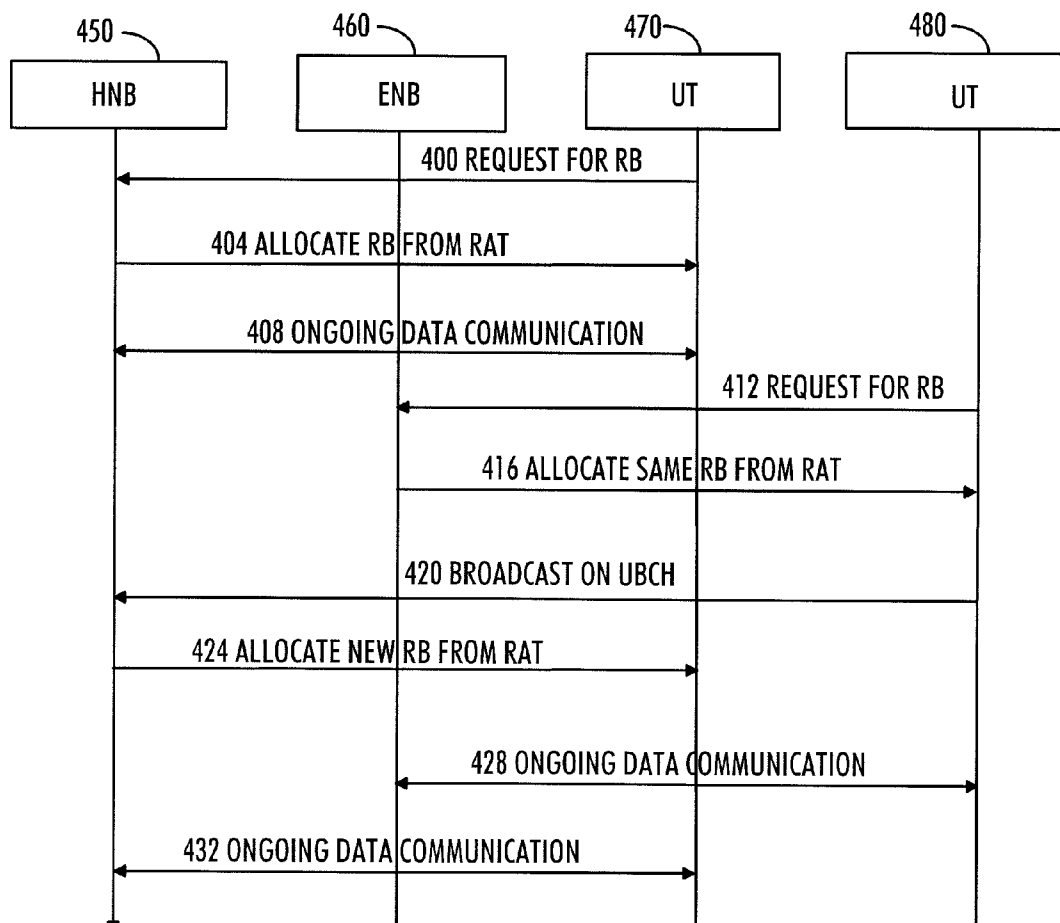 450
460
470
480
HNB
ENB
UT
UT
400 REQUEST FOR RB
404 ALLOCATE RB FROM RAT
408 ONGOING DATA COMMUNICATION
412 REQUEST FOR RB
416 ALLOCATE SAME RB FROM RAT
420 BROADCAST ON UBCH
424 ALLOCATE NEW RB FROM RAT
428 ONGOING DATA COMMUNICATION
432 ONGOING DATA COMMUNICATION